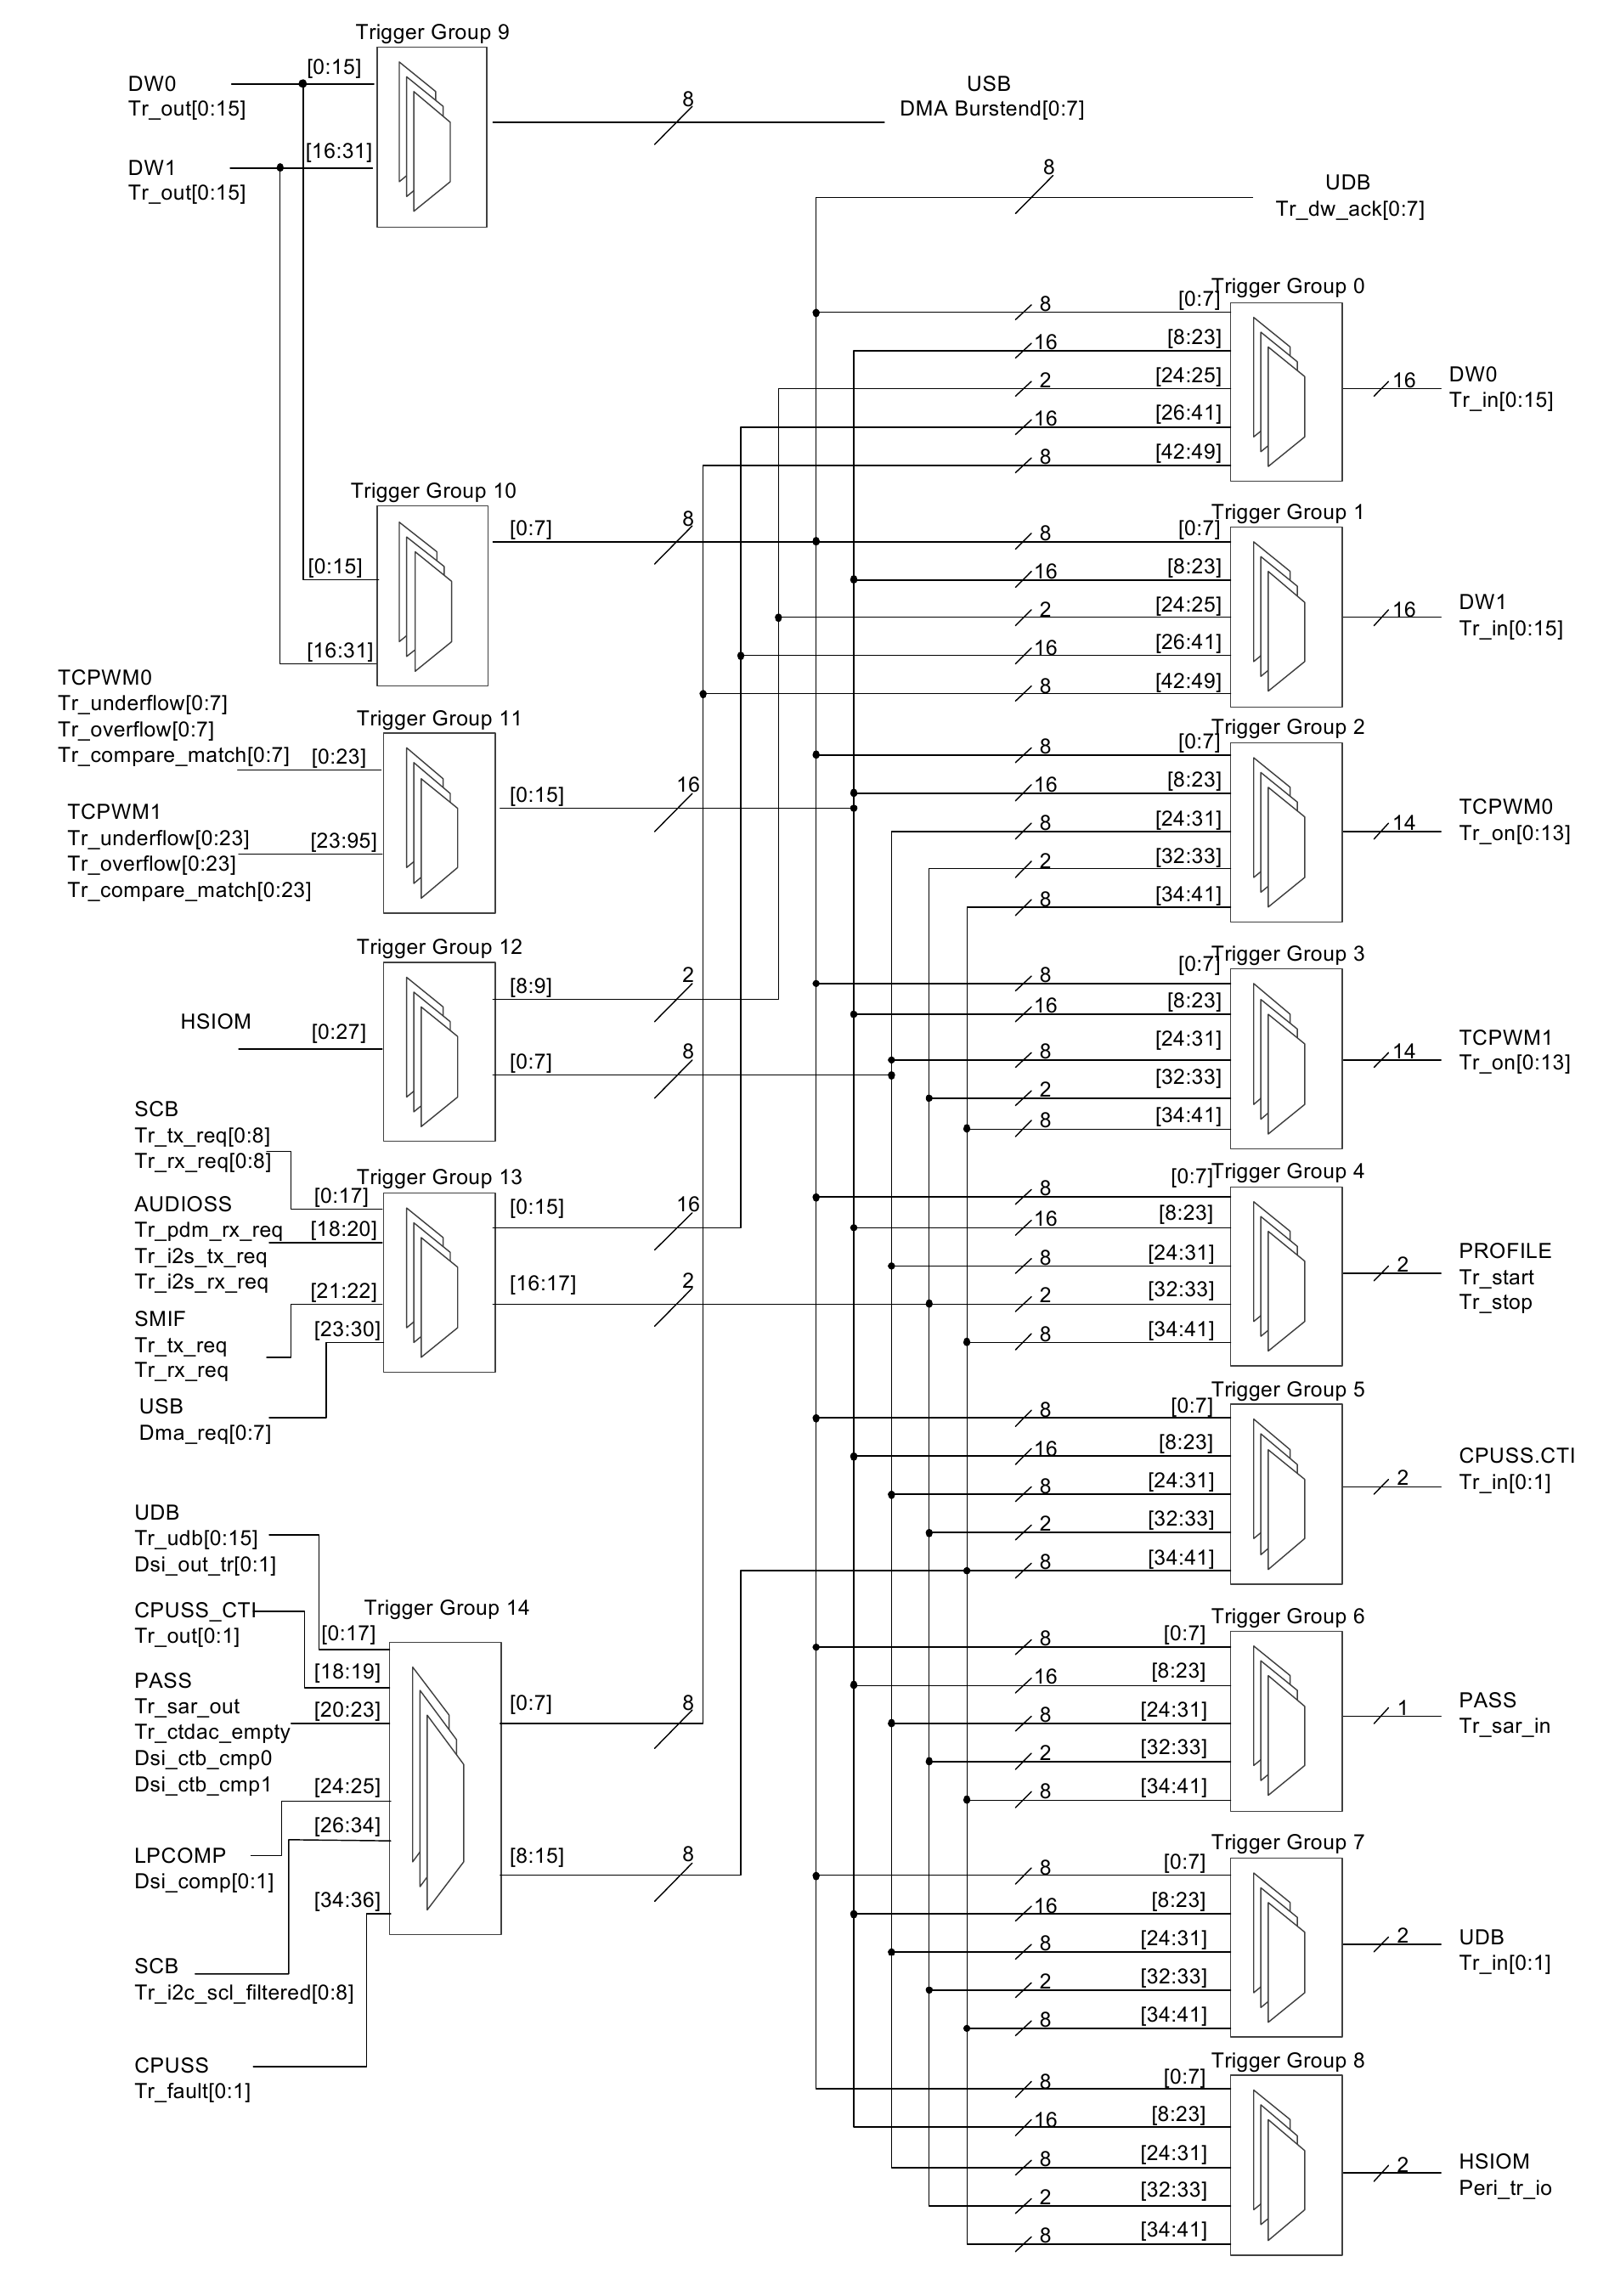 Trigger Group 9
DW0
Tr_out[0:15]
[0:15]
DW1
Tr_out[0:15]
[16:31]
8
USB
DMA Burstend[0:7]
8
UDB
Tr_dw_ack[0:7]
Trigger Group 0
8
[0:7]
16
[8:23]
2
[24:25]
16
[26:41]
8
[42:49]
16
DW0
Tr_in[0:15]
Trigger Group 10
[0:15]
[16:31]
[0:7]
8
Trigger Group 1
8
[0:7]
16
[8:23]
2
[24:25]
16
[26:41]
8
[42:49]
16
DW1
Tr_in[0:15]
TCPWM0
Tr_underflow[0:7]
Tr_overflow[0:7]
Tr_compare_match[0:7]
[0:23]
TCPWM1
Tr_underflow[0:23]
Tr_overflow[0:23]
Tr_compare_match[0:23]
[23:95]
Trigger Group 11
[0:15]
16
Trigger Group 2
8
[0:7]
16
[8:23]
8
[24:31]
2
[32:33]
8
[34:41]
14
TCPWM0
Tr_on[0:13]
Trigger Group 12
HSIOM
[0:27]
[8:9]
2
[0:7]
8
Trigger Group 3
8
[0:7]
16
[8:23]
8
[24:31]
2
[32:33]
8
[34:41]
14
TCPWM1
Tr_on[0:13]
SCB
Tr_tx_req[0:8]
Tr_rx_req[0:8]
[0:17]
AUDIOSS
Tr_pdm_rx_req
Tr_i2s_tx_req
Tr_i2s_rx_req
[18:20]
SMIF
Tr_tx_req
Tr_rx_req
[21:22]
USB
Dma_req[0:7]
[23:30]
Trigger Group 13
[0:15]
16
[16:17]
2
Trigger Group 4
8
[0:7]
16
[8:23]
8
[24:31]
2
[32:33]
8
[34:41]
2
PROFILE
Tr_start
Tr_stop
Trigger Group 5
8
[0:7]
16
[8:23]
8
[24:31]
2
[32:33]
8
[34:41]
2
CPUSS.CTI
Tr_in[0:1]
UDB
Tr_udb[0:15]
Dsi_out_tr[0:1]
[0:17]
CPUSS_CTI
Tr_out[0:1]
[18:19]
PASS
Tr_sar_out
Tr_ctdac_empty
Dsi_ctb_cmp0
Dsi_ctb_cmp1
[20:23]
LPCOMP
Dsi_comp[0:1]
[24:25]
SCB
Tr_i2c_scl_filtered[0:8]
[26:34]
CPUSS
Tr_fault[0:1]
[34:36]
Trigger Group 14
[0:7]
8
[8:15]
8
Trigger Group 6
8
[0:7]
16
[8:23]
8
[24:31]
2
[32:33]
8
[34:41]
1
PASS
Tr_sar_in
Trigger Group 7
8
[0:7]
16
[8:23]
8
[24:31]
2
[32:33]
8
[34:41]
2
UDB
Tr_in[0:1]
Trigger Group 8
8
[0:7]
16
[8:23]
8
[24:31]
2
[32:33]
8
[34:41]
2
HSIOM
Peri_tr_io